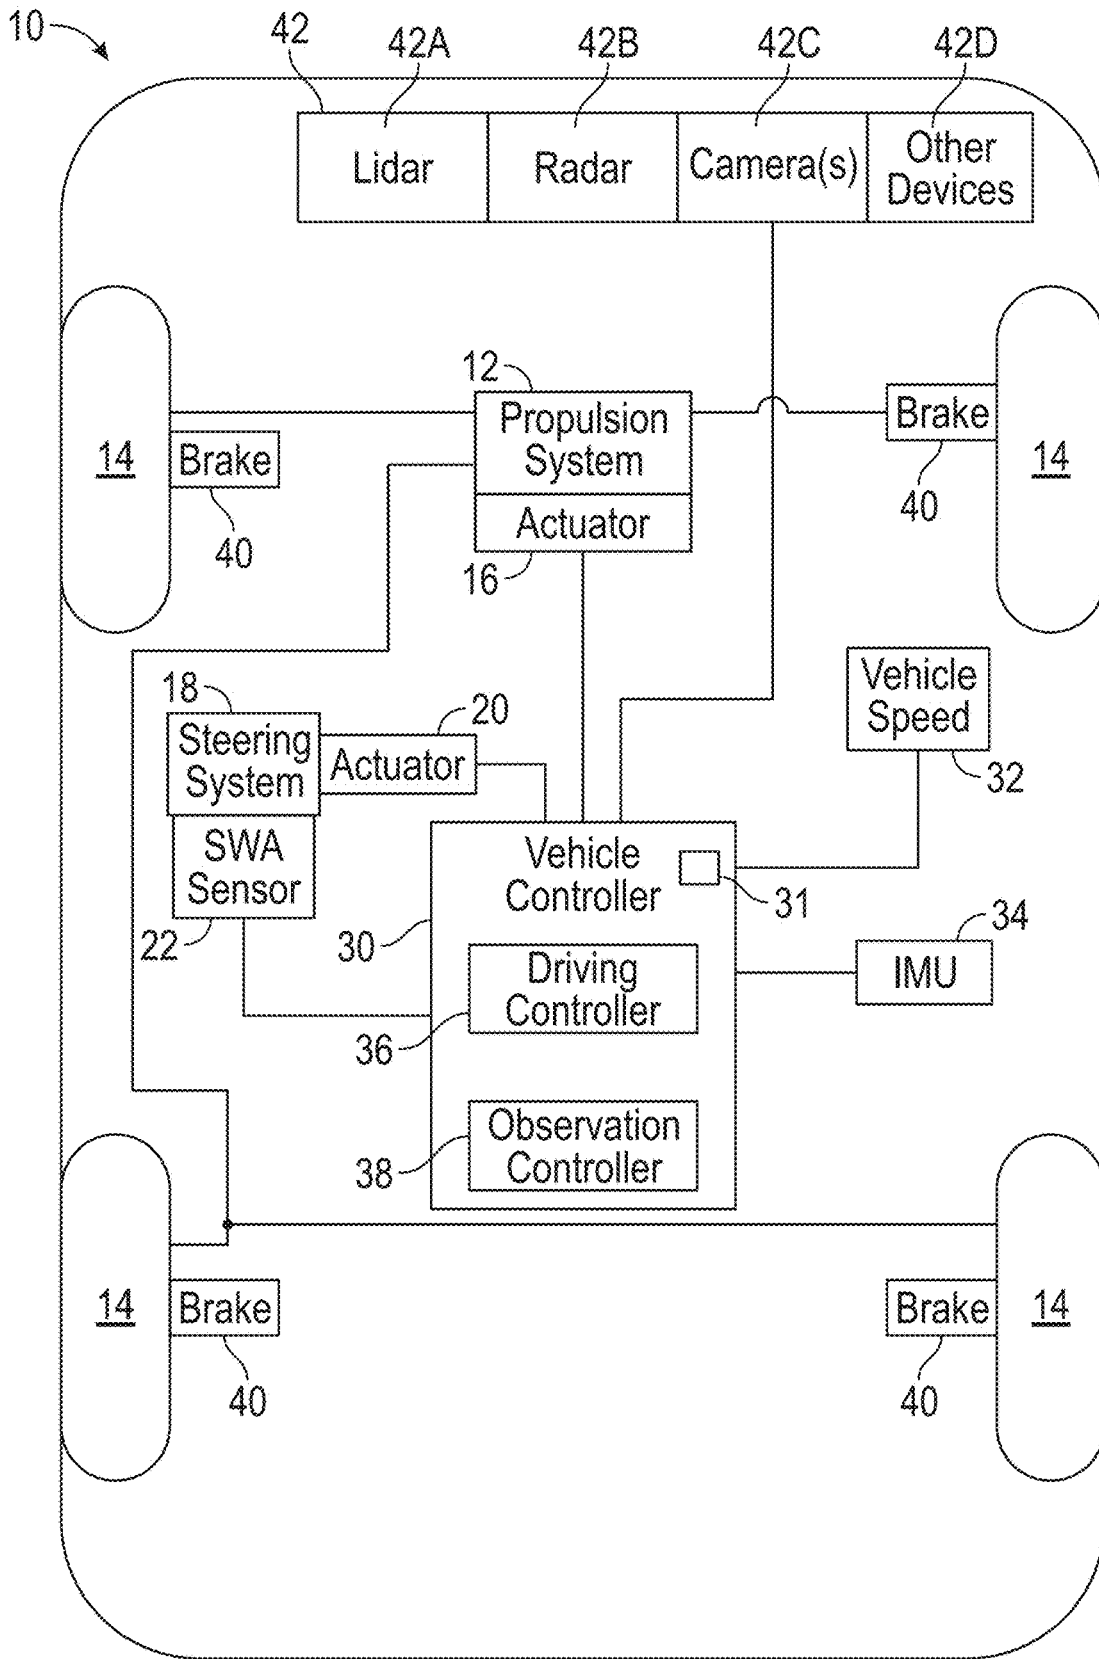 10
42
42A
42B
42C
42D
Lidar
Radar
Camera(s)
Other
Devices
12
Propulsion
System
Actuator
16
14
Brake
40
Brake
40
14
18
Steering
System
20
Actuator
SWA
Sensor
22
Vehicle
Speed
32
Vehicle
Controller
31
30
34
IMU
Driving
Controller
36
Observation
Controller
38
14
Brake
40
Brake
40
14